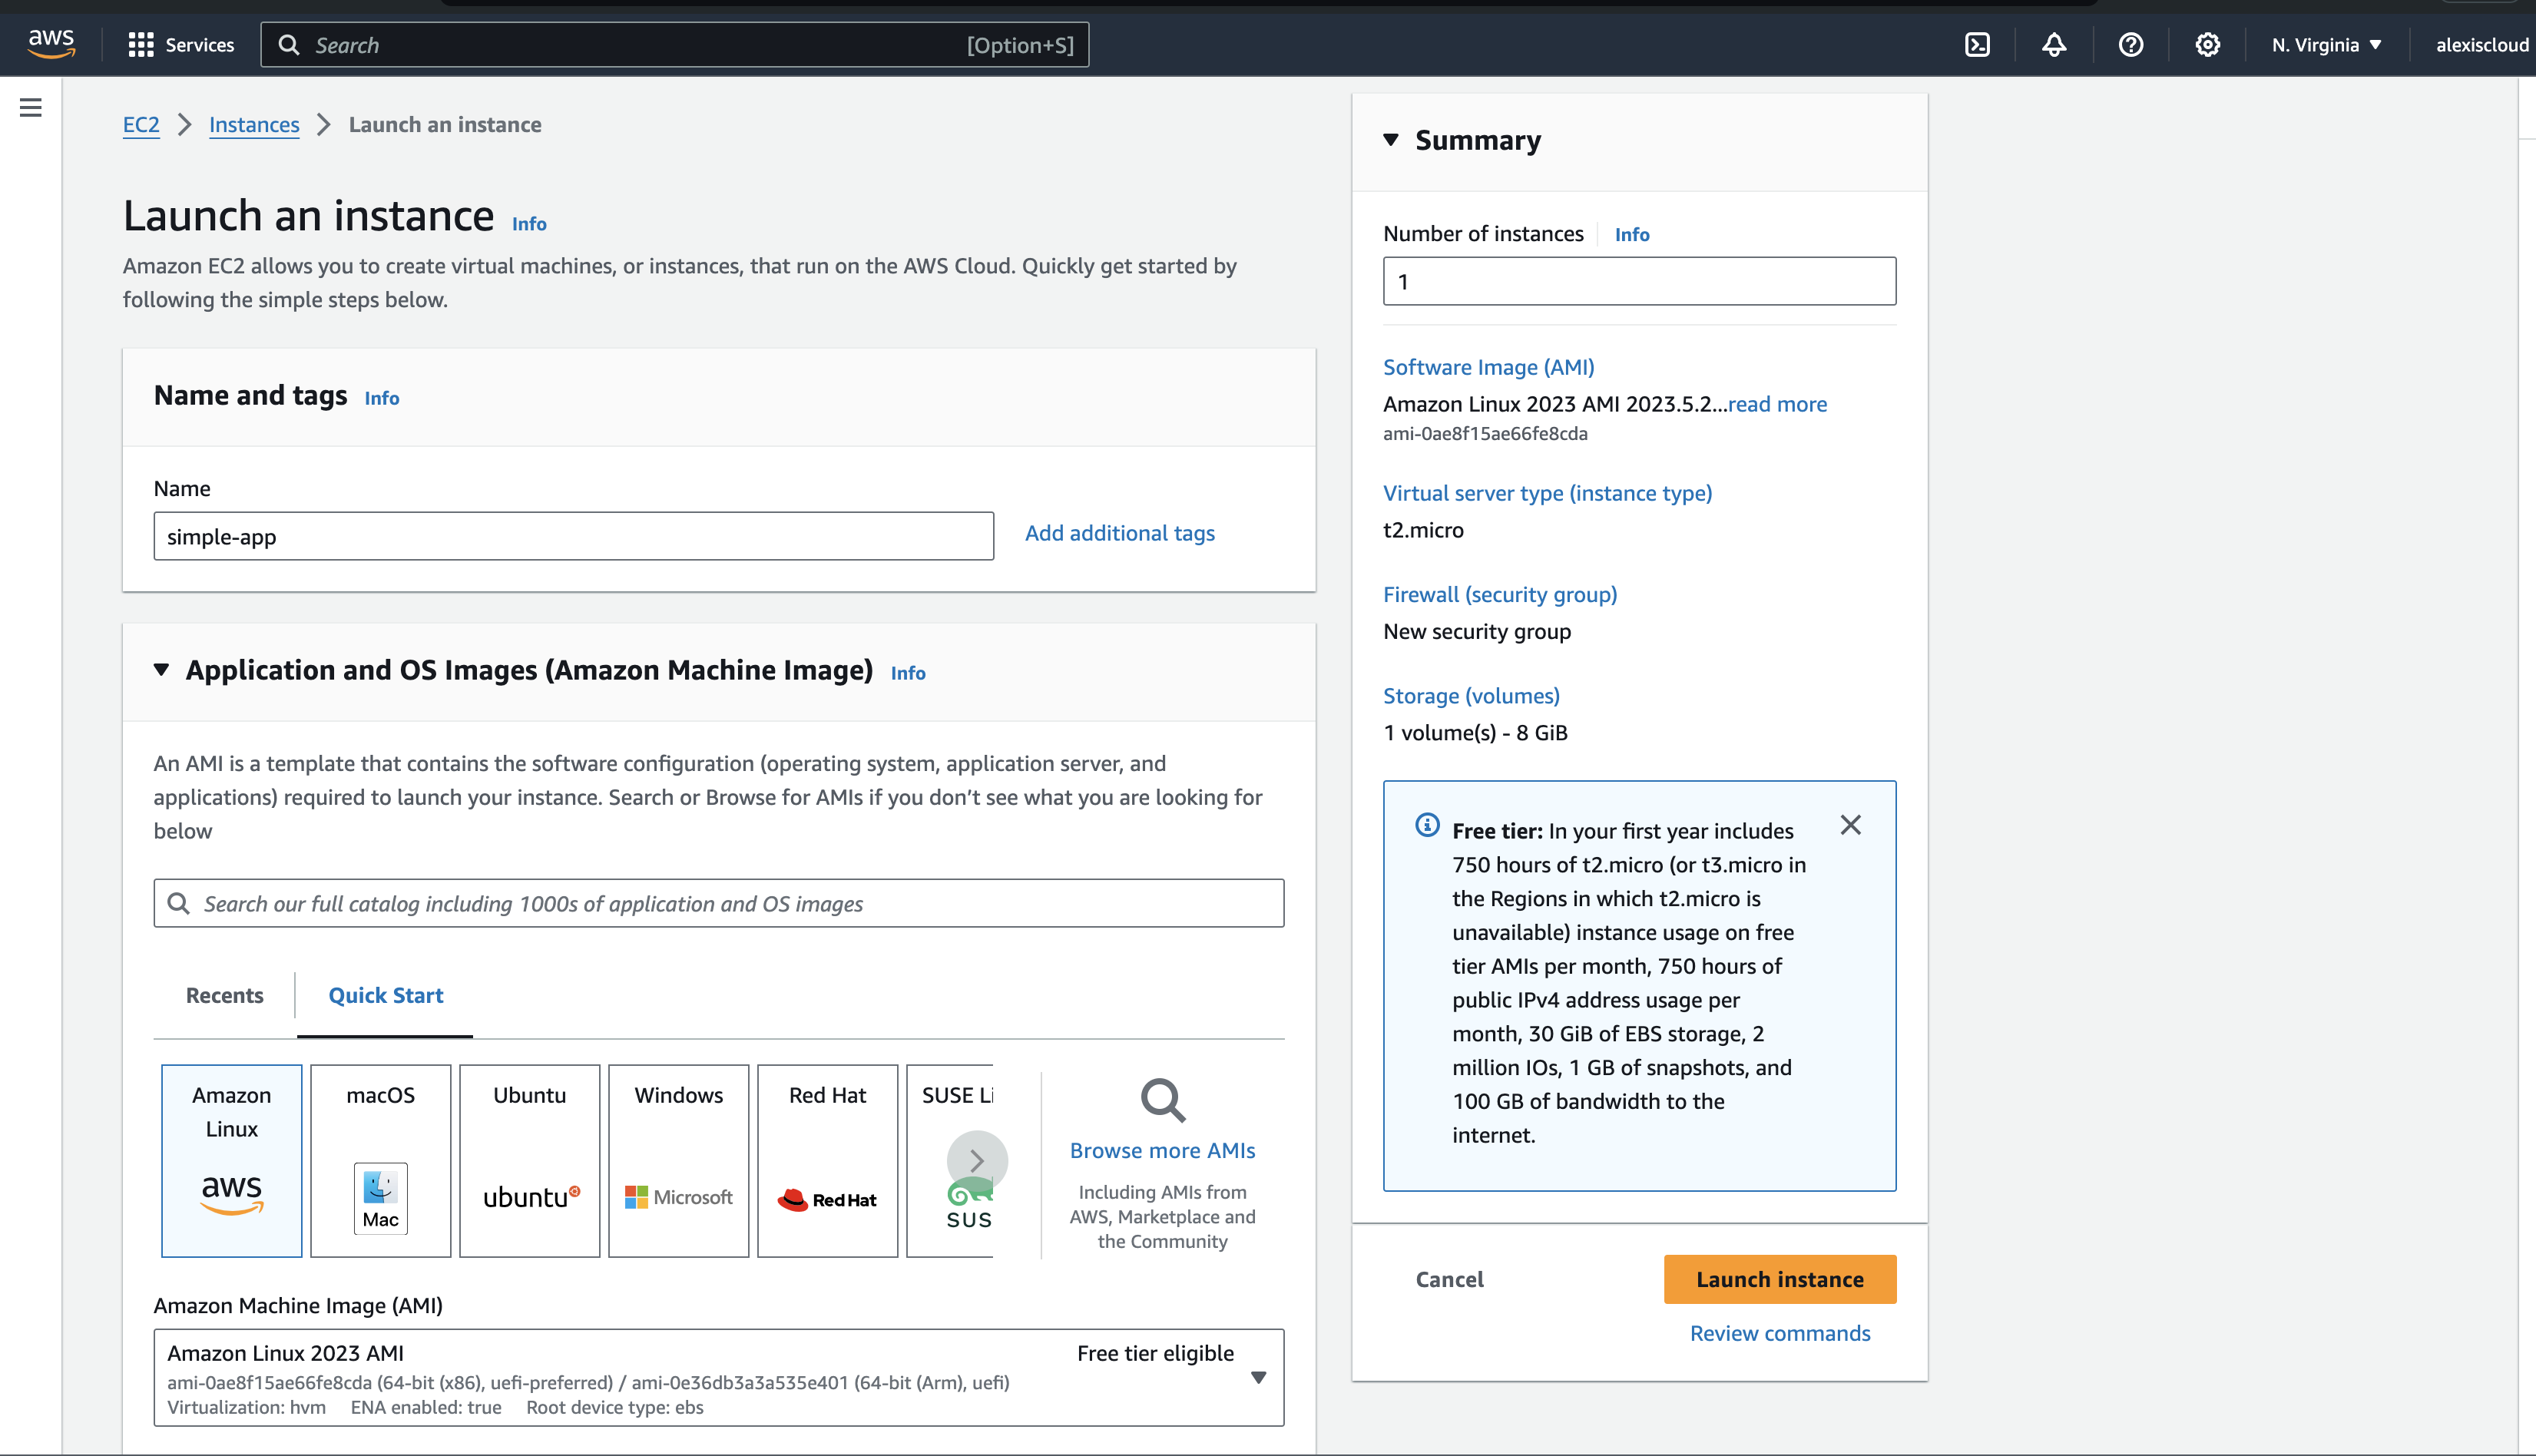 aws
Services
Search
[Option+S]
N. Virginia
alexiscloud
EC2
Instances
Launch an instance
Launch an instance
Info
Amazon EC2 allows you to create virtual machines, or instances, that run on the AWS Cloud. Quickly get started by
following the simple steps below.
Name and tags
Info
Name
simple-app
Add additional tags
Application and OS Images (Amazon Machine Image)
Info
An AMI is a template that contains the software configuration (operating system, application server, and
applications) required to launch your instance. Search or Browse for AMIs if you don’t see what you are looking for
below
Search our full catalog including 1000s of application and OS images
Recents
Quick Start
Amazon
Linux
aws
macOS
Mac
Ubuntu
ubuntu
Windows
Microsoft
Red Hat
Red Hat
SUSE Li
SUS
Browse more AMIs
Including AMIs from
AWS, Marketplace and
the Community
Amazon Machine Image (AMI)
Amazon Linux 2023 AMI
Free tier eligible
ami-0ae8f15ae66fe8cda (64-bit (x86), uefi-preferred) / ami-0e36db3a3a535e401 (64-bit (Arm), uefi)
Virtualization: hvm ENA enabled: true Root device type: ebs
Summary
Number of instances
Info
1
Software Image (AMI)
Amazon Linux 2023 AMI 2023.5.2...read more
ami-0ae8f15ae66fe8cda
Virtual server type (instance type)
t2.micro
Firewall (security group)
New security group
Storage (volumes)
1 volume(s) - 8 GiB
Free tier: In your first year includes
750 hours of t2.micro (or t3.micro in
the Regions in which t2.micro is
unavailable) instance usage on free
tier AMIs per month, 750 hours of
public IPv4 address usage per
month, 30 GiB of EBS storage, 2
million IOs, 1 GB of snapshots, and
100 GB of bandwidth to the
internet.
Cancel
Launch instance
Review commands